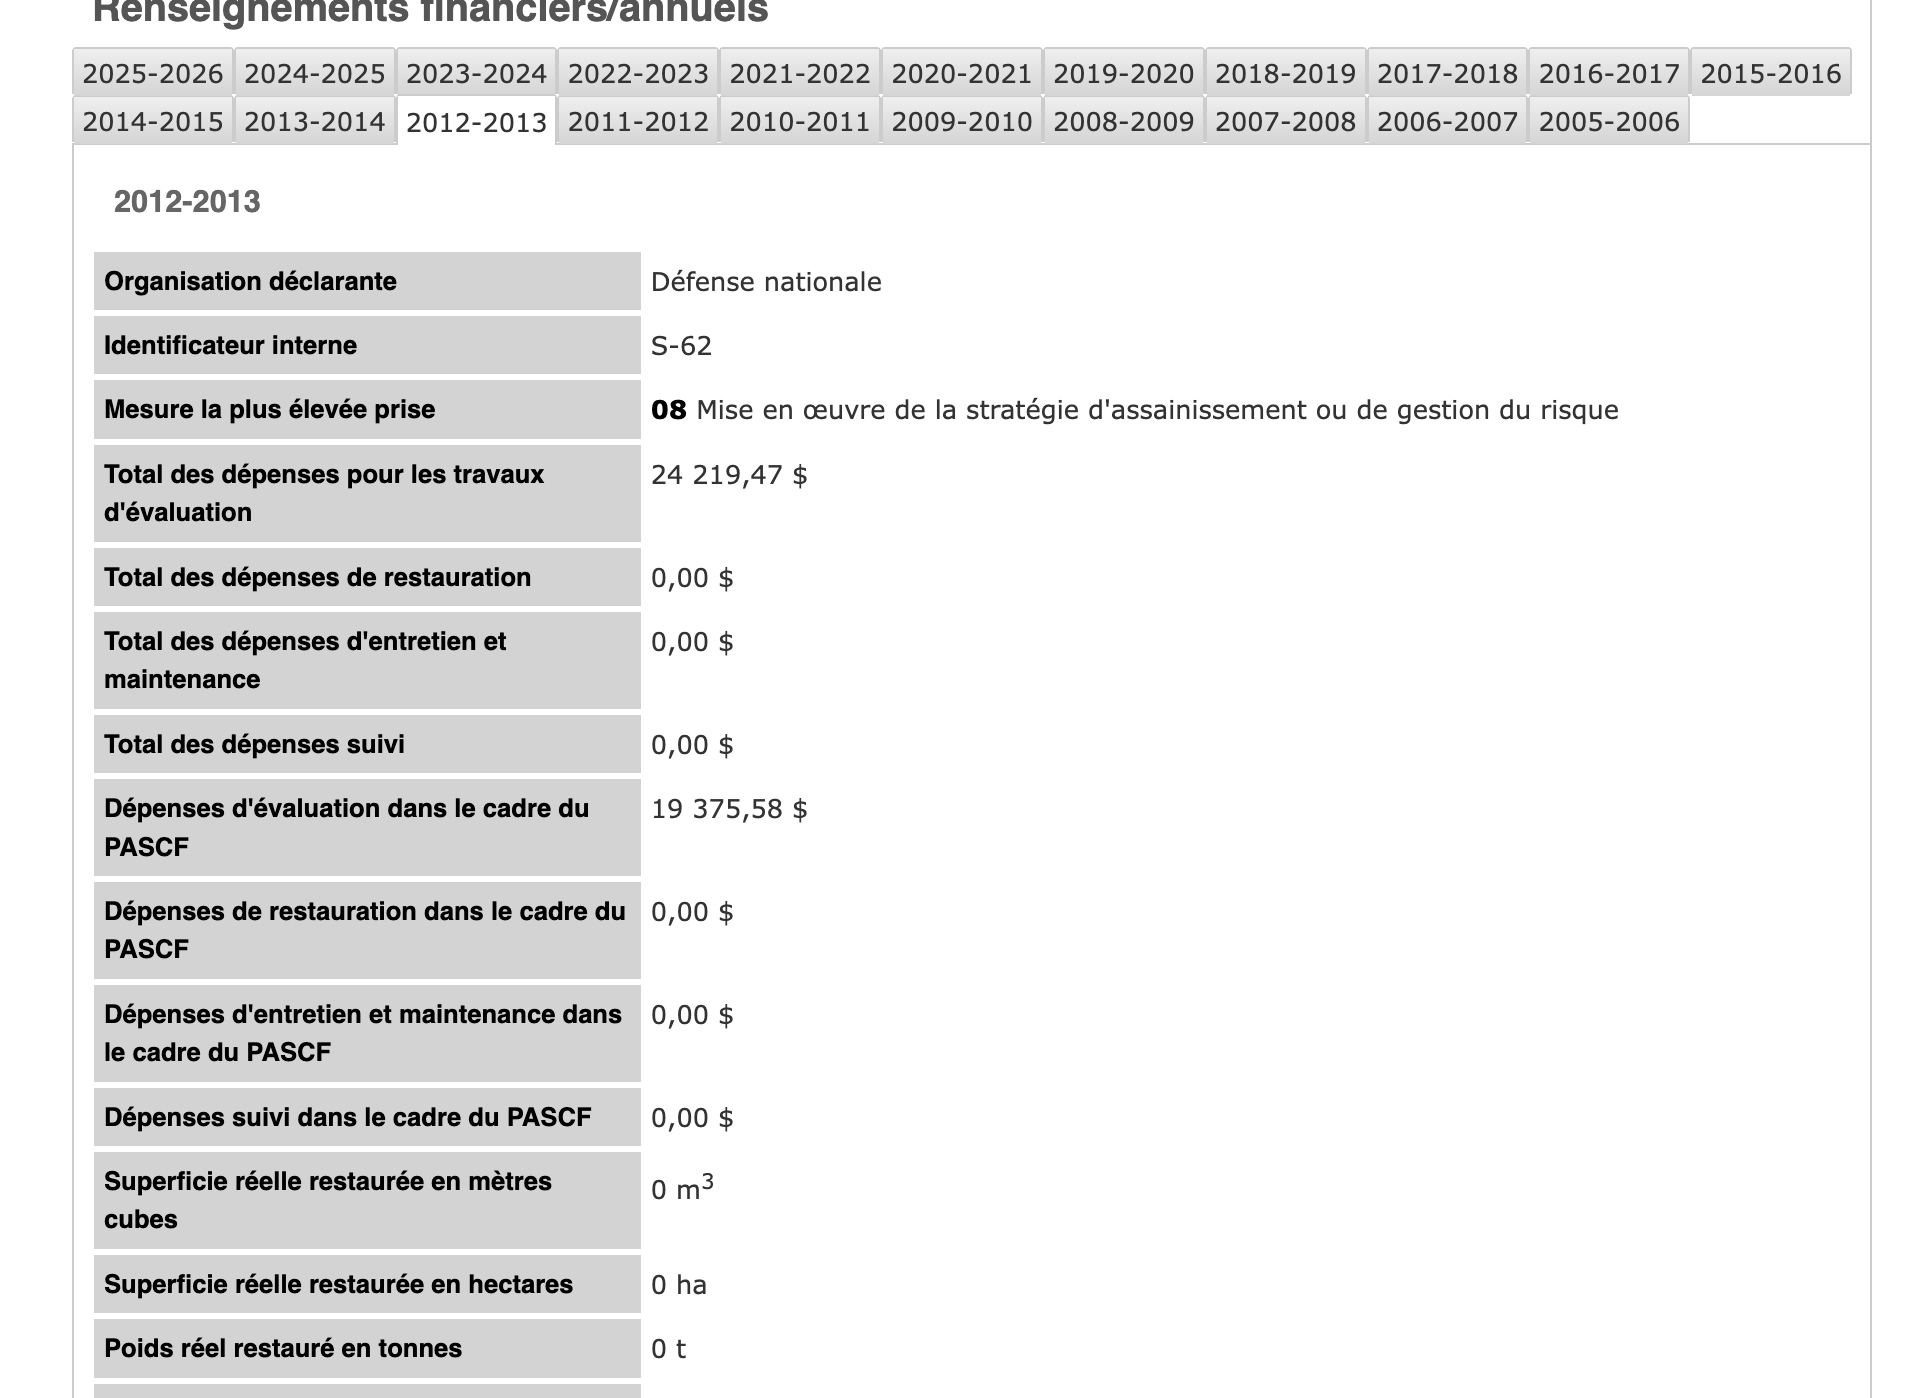 Renseignements financiers/annuels
2025-2026 2024-2025 2023-2024 2022-2023 2021-2022 2020-2021 2019-2020 2018-2019 2017-2018 2016-2017 2015-2016
2014-2015 2013-2014 2012-2013 2011-2012 2010-2011 2009-2010 2008-2009 2007-2008 2006-2007 2005-2006
2012-2013
Organisation déclarante Défense nationale
Identificateur interne S-62
Mesure la plus élevée prise 08 Mise en œuvre de la stratégie d'assainissement ou de gestion du risque
Total des dépenses pour les travaux 24 219,47 $
d'évaluation
Total des dépenses de restauration 0,00 $
Total des dépenses d'entretien et 0,00 $
maintenance
Total des dépenses suivi 0,00 $
Dépenses d'évaluation dans le cadre du 19 375,58 $
PASCF
Dépenses de restauration dans le cadre du 0,00 $
PASCF
Dépenses d'entretien et maintenance dans 0,00 $
le cadre du PASCF
Dépenses suivi dans le cadre du PASCF 0,00 $
Superficie réelle restaurée en mètres 0 m³
cubes
Superficie réelle restaurée en hectares 0 ha
Poids réel restauré en tonnes 0 t